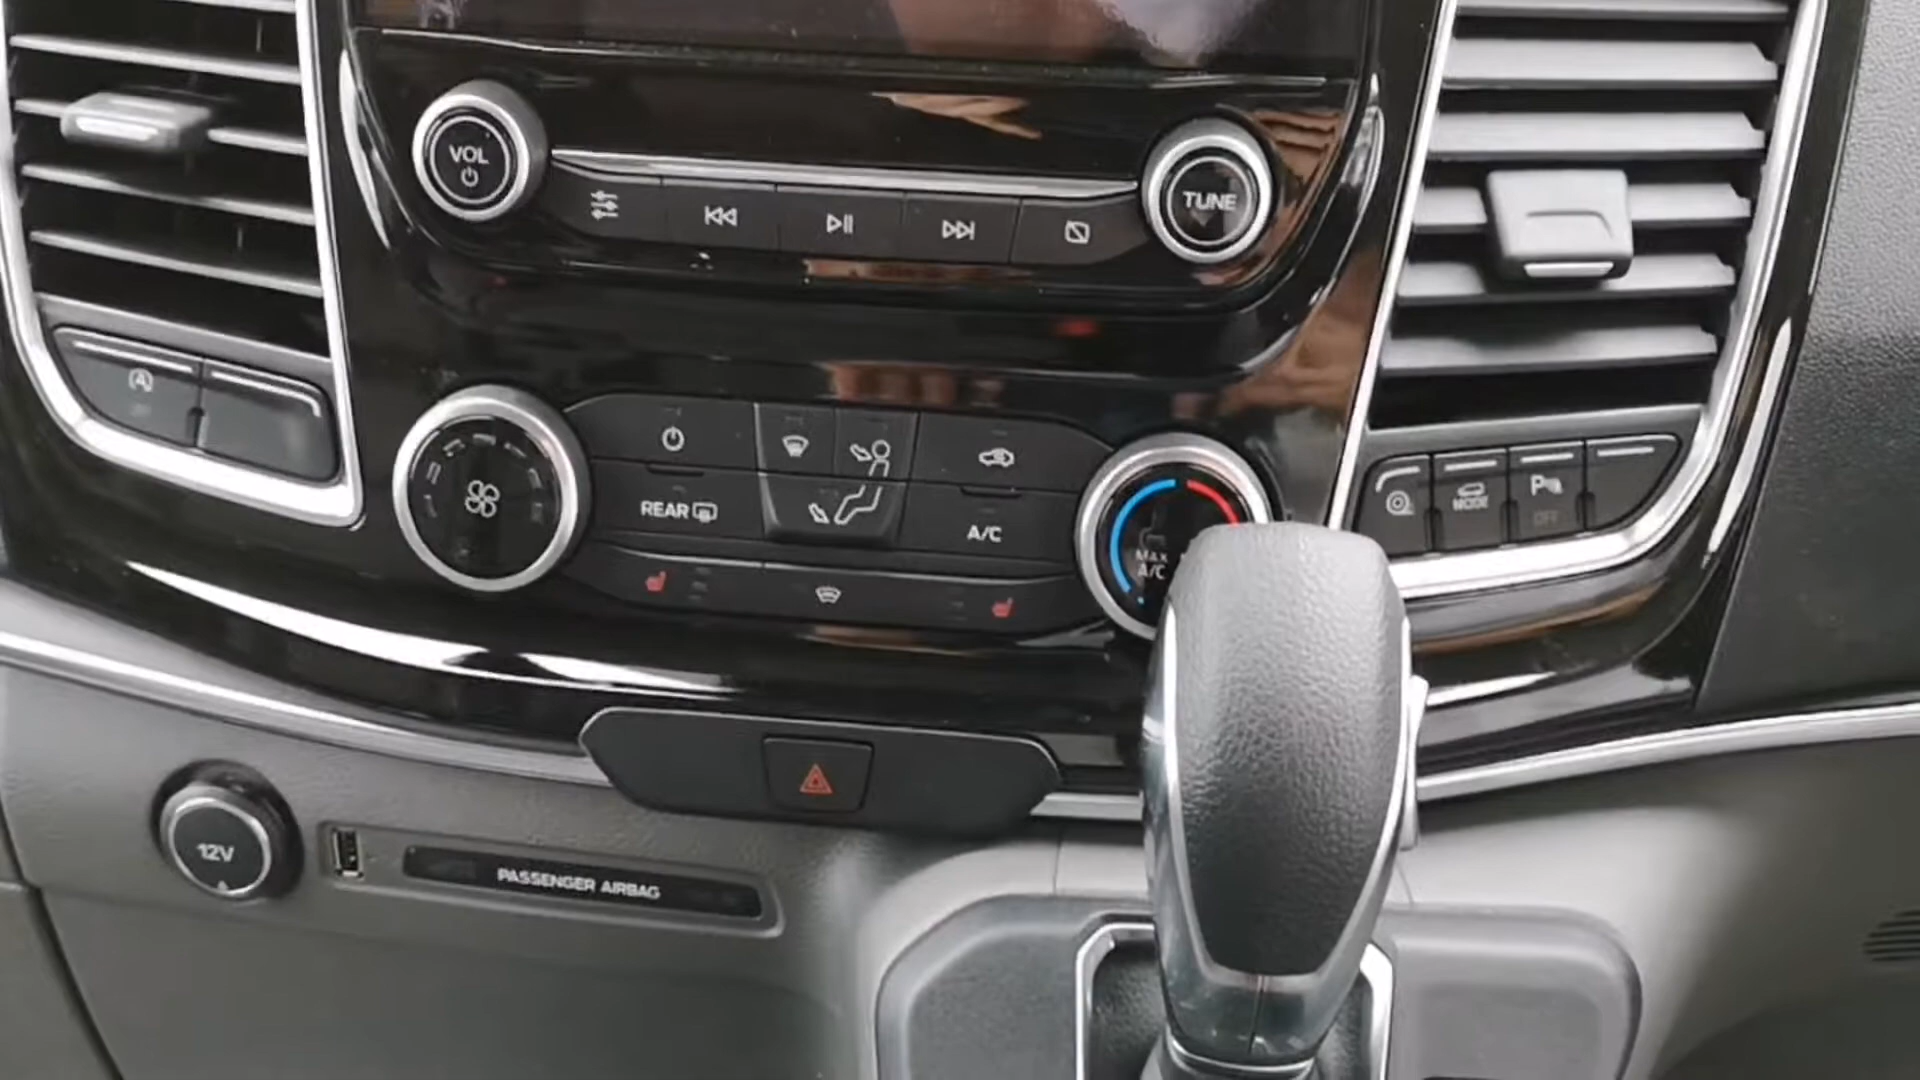 VOL
TUNE
REAR
A/C
MAX
A/C
MODE
OFF
12V
PASSENGER AIRBAG